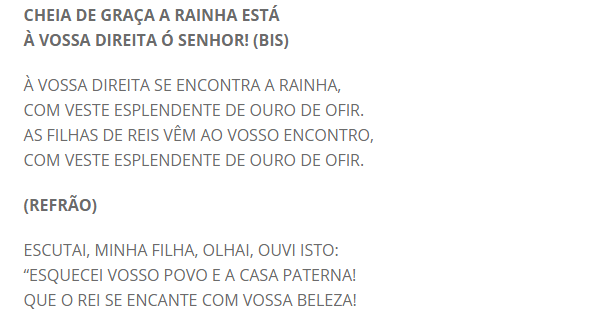 CHEIA DE GRAÇA A RAINHA ESTÁ
À VOSSA DIREITA Ó SENHOR! (BIS)
À VOSSA DIREITA SE ENCONTRA A RAINHA,
COM VESTE ESPLENDENTE DE OURO DE OFIR.
AS FILHAS DE REIS VÊM AO VOSSO ENCONTRO,
COM VESTE ESPLENDENTE DE OURO DE OFIR.
(REFRÃO)
ESCUTAI, MINHA FILHA, OLHAI, OUVI ISTO:
“ESQUECEI VOSSO POVO E A CASA PATERNA!
QUE O REI SE ENCANTE COM VOSSA BELEZA!